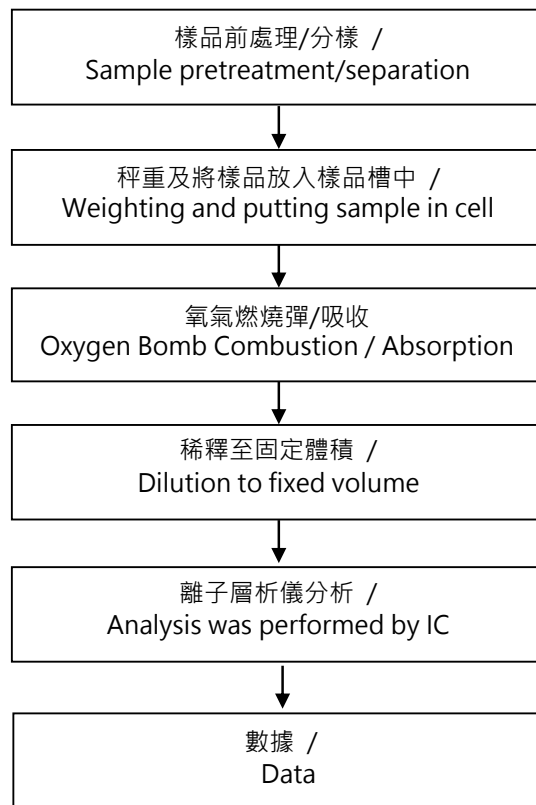 樣品前處理/分樣 /
Sample pretreatment/separation
秤重及將樣品放入樣品槽中 /
Weighting and putting sample in cell
氧氣燃燒彈/吸收
Oxygen Bomb Combustion / Absorption
稀釋至固定體積 /
Dilution to fixed volume
離子層析儀分析 /
Analysis was performed by IC
數據 /
Data